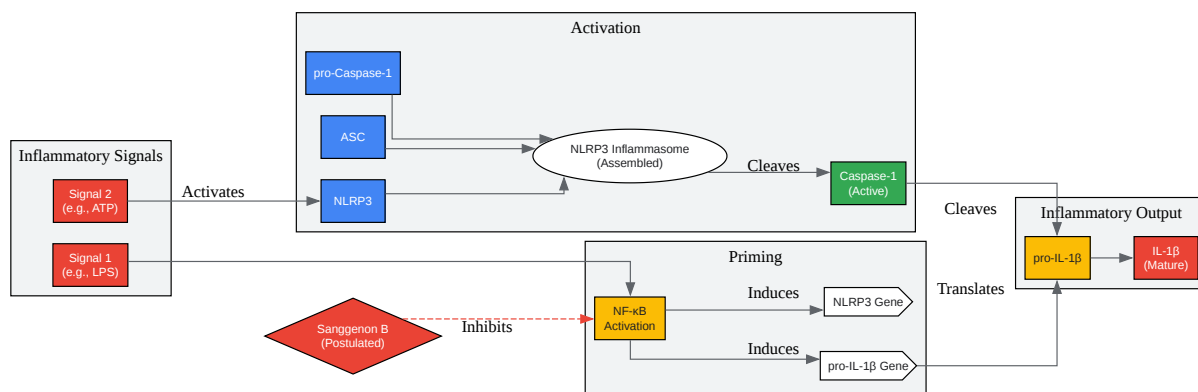 Activation
pro-Caspase-1
ASC
NLRP3 Inflammasome
(Assembled)
Cleaves
Caspase-1
(Active)
NLRP3
Inflammatory Signals
Signal 2
(e.g., ATP)
Activates
Signal 1
(e.g., LPS)
Cleaves
Inflammatory Output
pro-IL-1β
IL-1β
(Mature)
Priming
Induces
NLRP3 Gene
Translates
NF-κB
Activation
Sanggenon B
(Postulated)
Inhibits
Induces
pro-IL-1β Gene